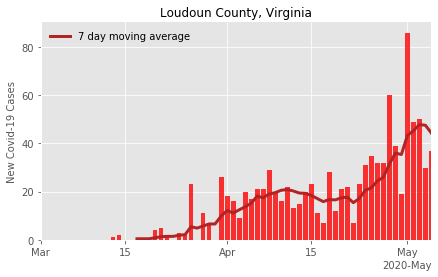 Loudoun County, Virginia
7 day moving average
New Covid-19 Cases
80
60
40
20
0
Mar
15
Apr
15
May
2020-May